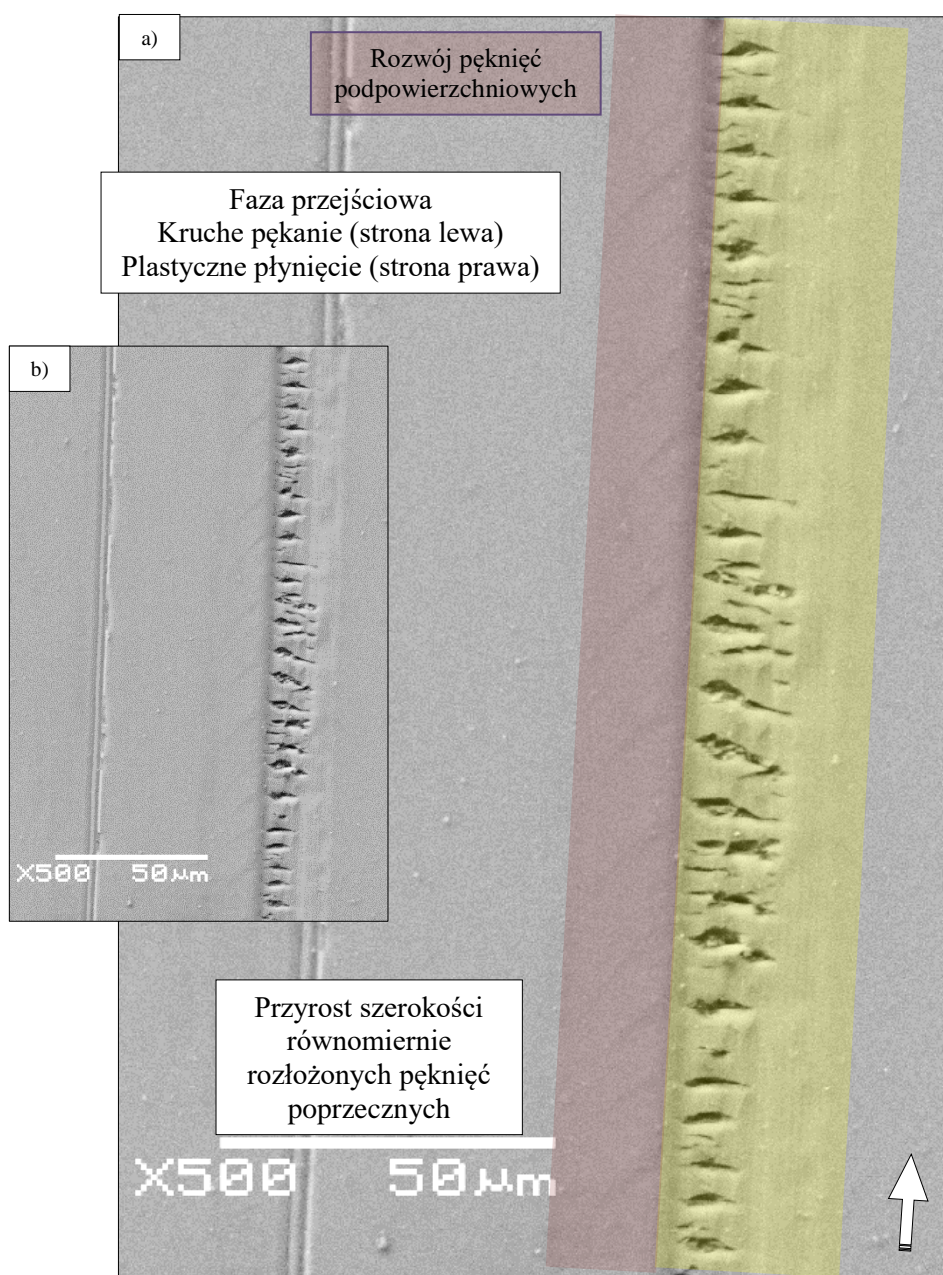 a)
Rozwój pęknięć
podpowierzchniowych
Faza przejściowa
Kruche pękanie (strona lewa)
Plastyczne płynięcie (strona prawa)
b)
X500 50µm
Przyrost szerokości
równomiernie
rozłożonych pęknięć
poprzecznych
X500 50µm